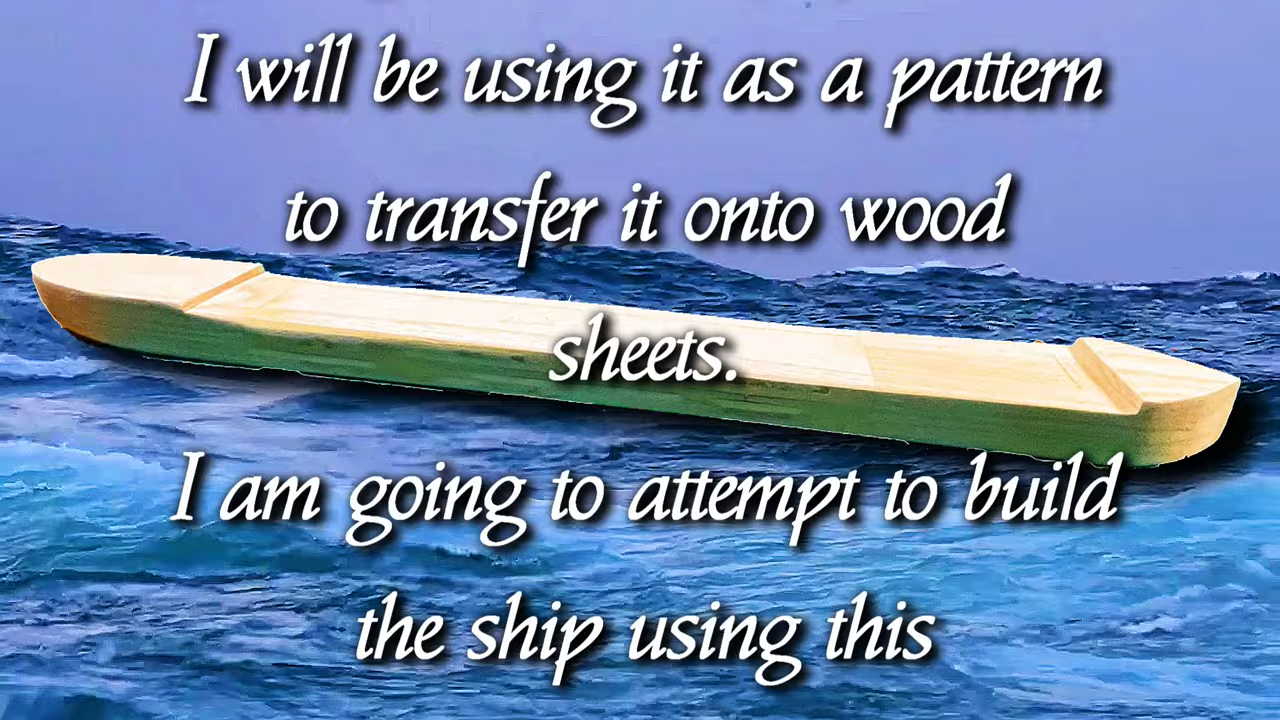 I will be using it as a pattern
to transfer it onto wood
sheets.
I am going to attempt to build
the ship using this